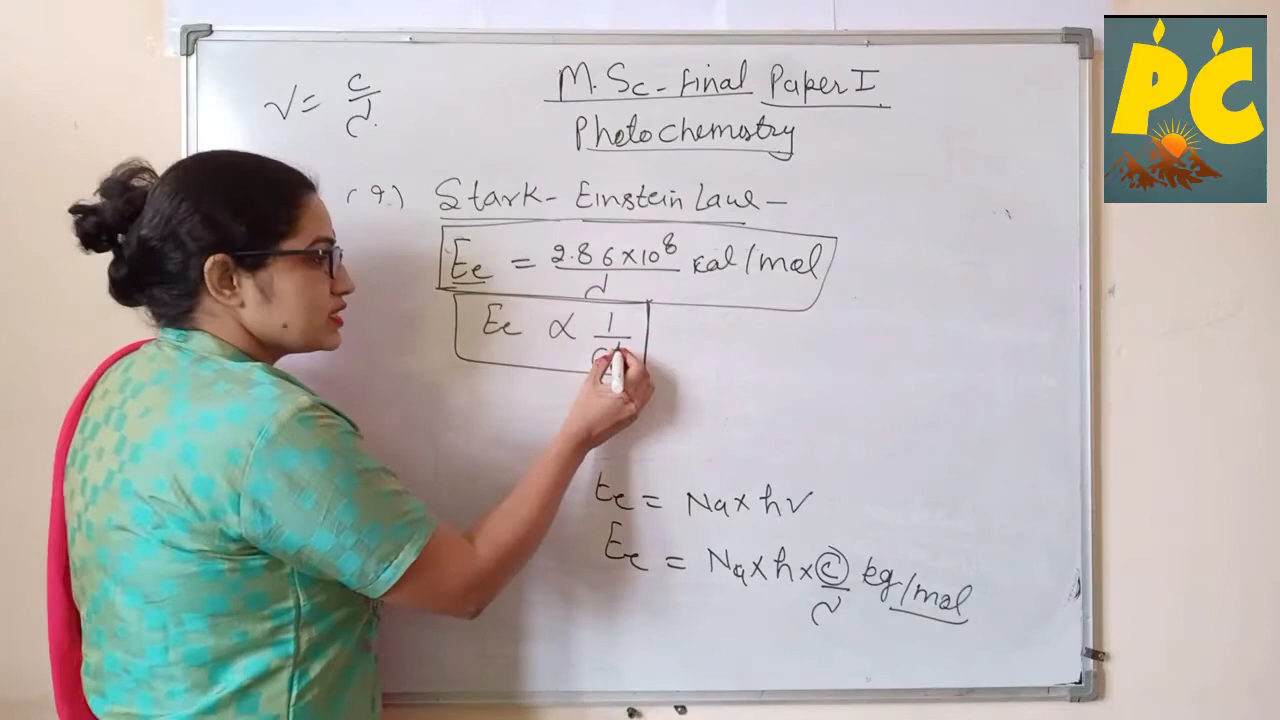 M.Sc - final Paper I
Photochemistry
ν = c/λ
(9.) Stark - Einstein Law -
Ee = 2.86×10⁸/λ Kal/mol
Ee ∝ 1/λ
Ee = Na × hν
Ee = Na × h × c/λ kg/mol
PC